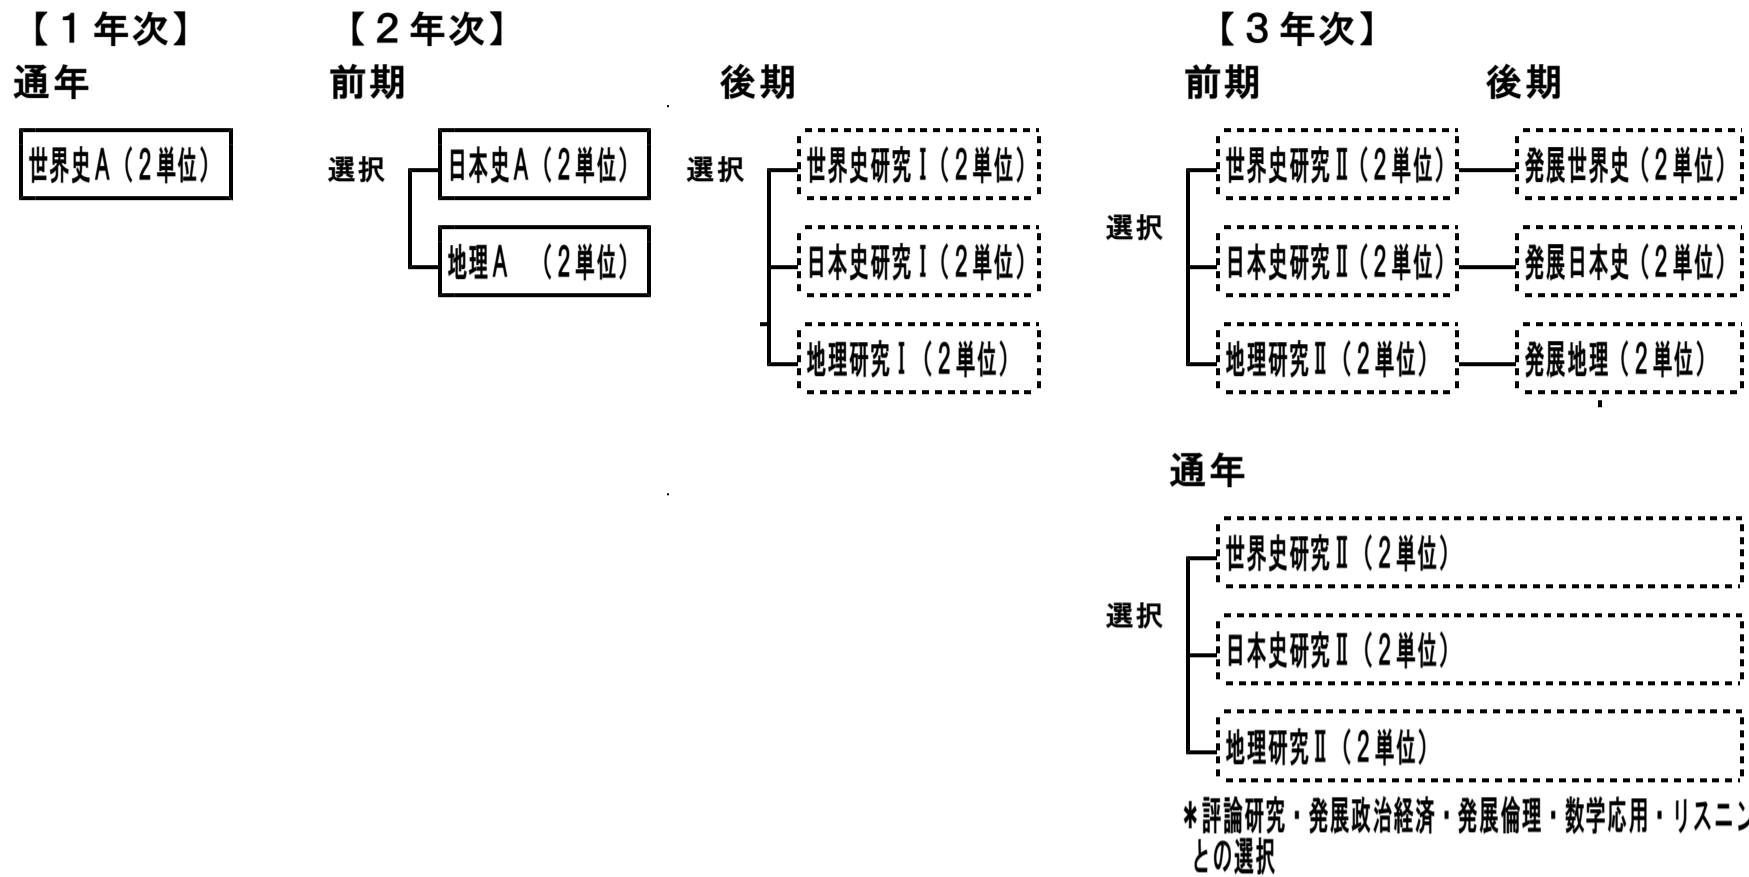 【１年次】 【２年次】 【３年次】
通年 前期 後期 前期 後期
世界史Ａ（２単位） 選択 日本史Ａ（２単位） 選択 世界史研究Ⅰ（２単位） 世界史研究Ⅱ（２単位） 発展世界史（２単位）
選択
地理Ａ　（２単位） 日本史研究Ⅰ（２単位） 日本史研究Ⅱ（２単位） 発展日本史（２単位）
地理研究Ⅰ（２単位） 地理研究Ⅱ（２単位） 発展地理（２単位）
通年
世界史研究Ⅱ（２単位）
選択
日本史研究Ⅱ（２単位）
地理研究Ⅱ（２単位）
＊評論研究・発展政治経済・発展倫理・数学応用・リスニン
との選択